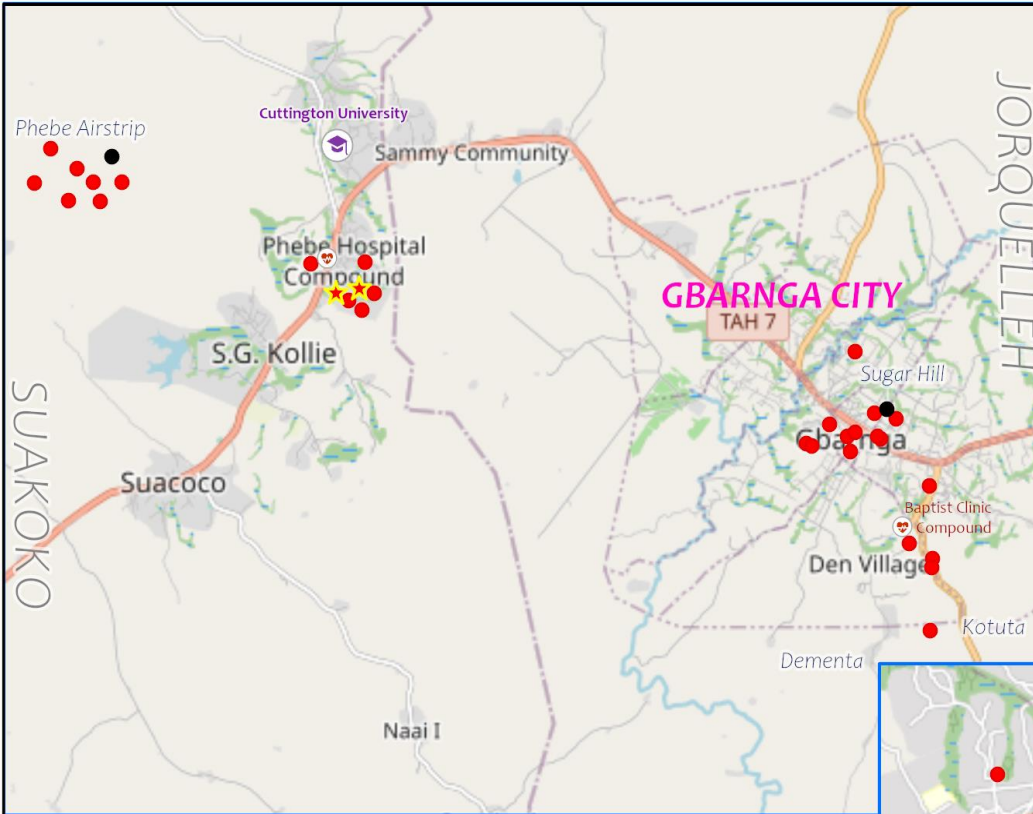 Cuttington University
Phebe Airstrip
Sammy Community
JORQUELLEH
Phebe Hospital
Compound
GBARNGA CITY
TAH 7
S.G. Kollie
Sugar Hill
SUAKOKO
Gbarnga
Suacoco
Baptist Clinic
Compound
Den Village
Kotuta
Dementa
Naai I